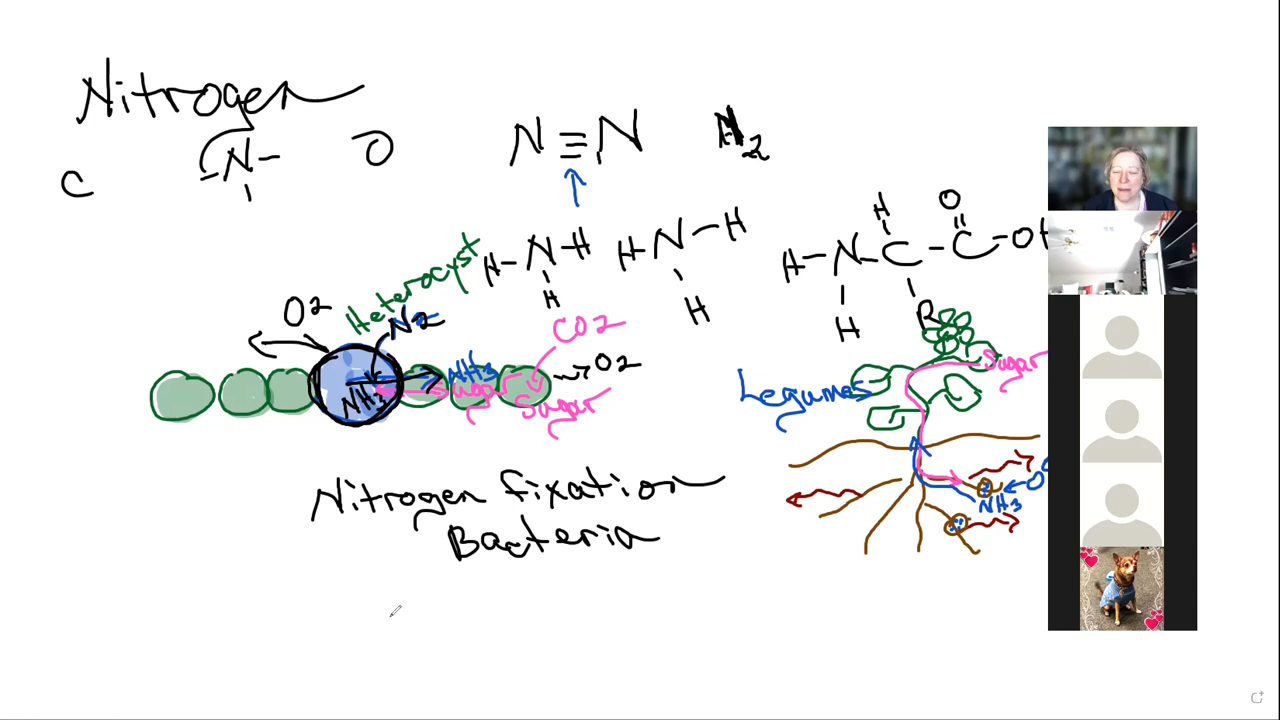 Nitrogen
N
C
O
N≡N
N2
H-N-H
H
H N-H
H
H
O
H-N-C-C-OH
H
R
Heterocyst
O2
N2
CO2
NH3
O2
NH3
Sugar
Sugar
Legumes
Sugar
Nitrogen fixation
Bacteria
NH3